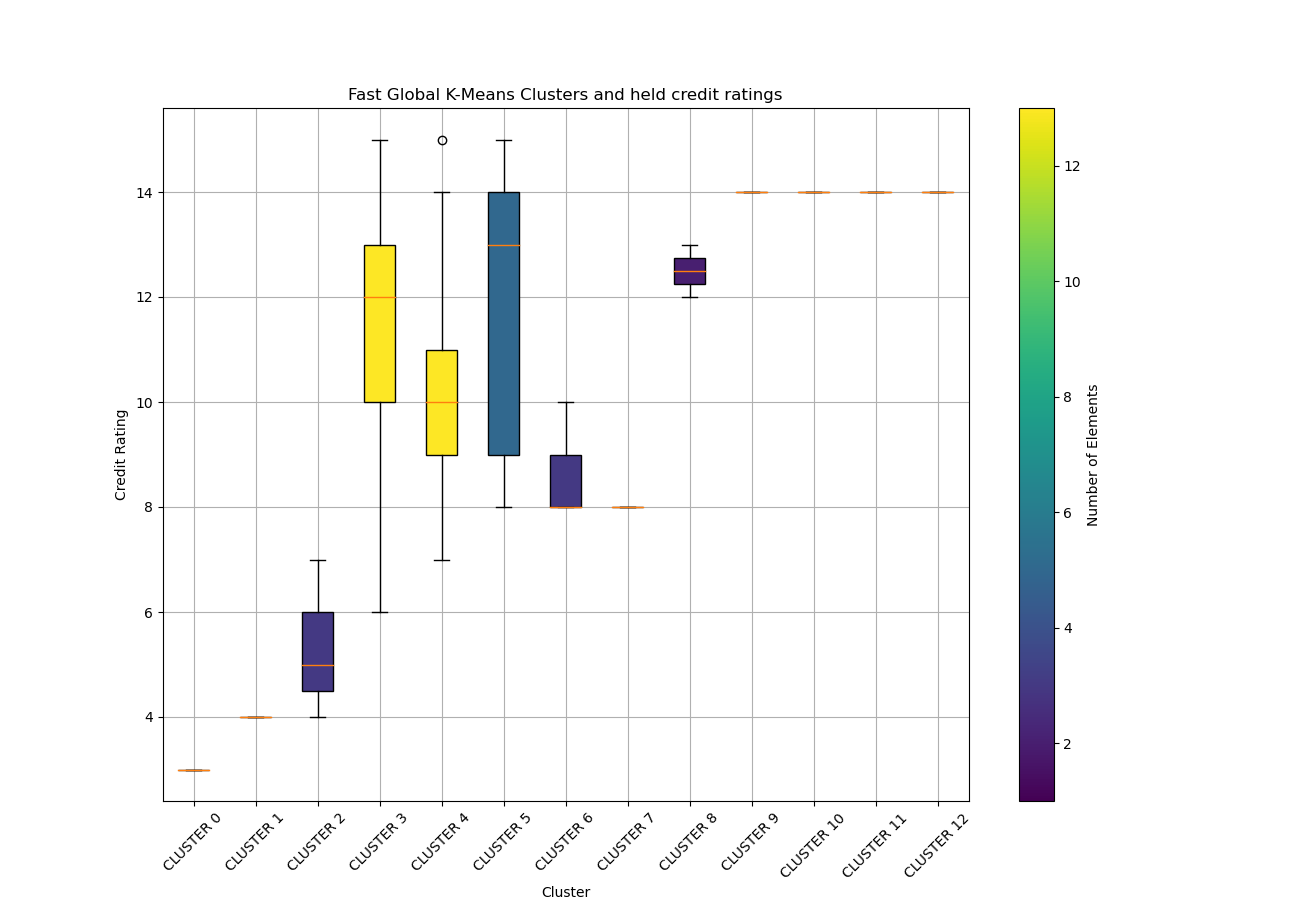 Fast Global K-Means Clusters and held credit ratings
14
12
10
8
6
4
Credit Rating
CLUSTER 0
CLUSTER 1
CLUSTER 2
CLUSTER 3
CLUSTER 4
CLUSTER 5
CLUSTER 6
CLUSTER 7
CLUSTER 8
CLUSTER 9
CLUSTER 10
CLUSTER 11
CLUSTER 12
Cluster
12
10
8
6
4
2
Number of Elements